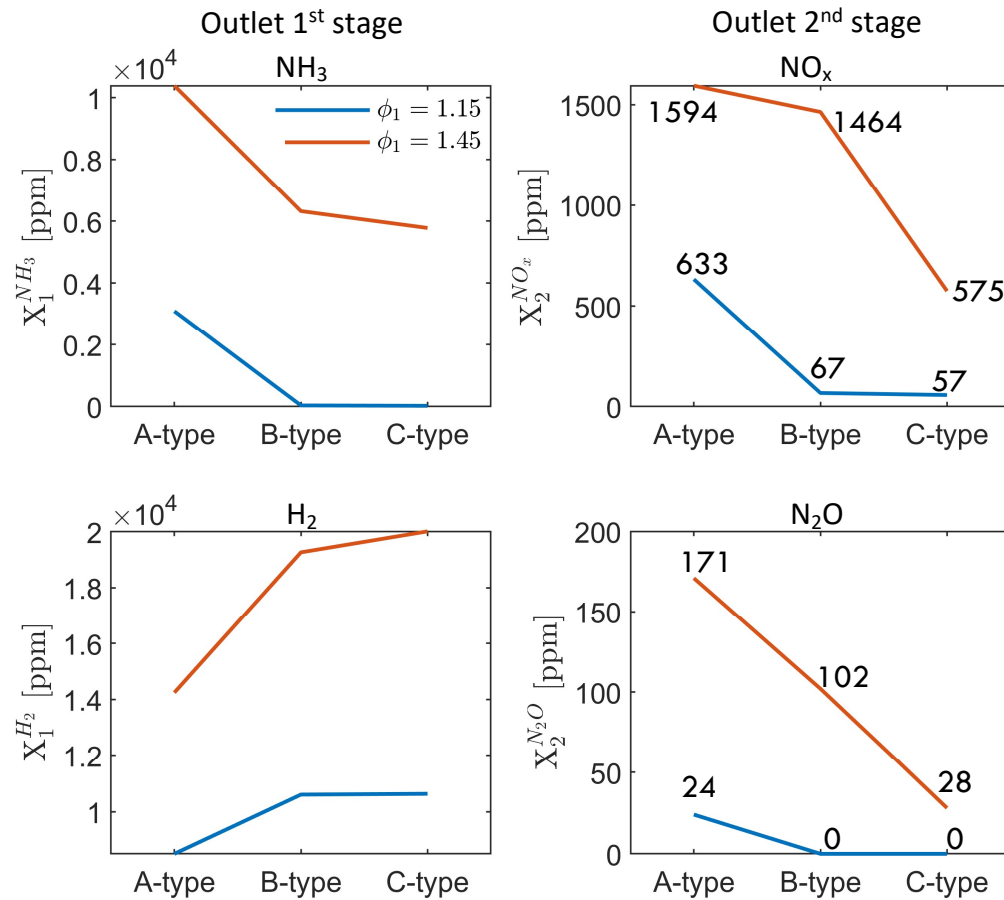 Outlet 1st stage
Outlet 2nd stage
×10⁴
NH₃
ϕ₁ = 1.15
ϕ₁ = 1.45
1
0.8
0.6
0.4
0.2
0
X₁^{NH₃} [ppm]
A-type B-type C-type
NOₓ
1500
1000
500
0
X₂^{NOₓ} [ppm]
1594
1464
575
633
67
57
A-type B-type C-type
×10⁴
H₂
2
1.8
1.6
1.4
1.2
1
X₁^{H₂} [ppm]
A-type B-type C-type
N₂O
200
150
100
50
0
X₂^{N₂O} [ppm]
171
102
28
24
0
0
A-type B-type C-type